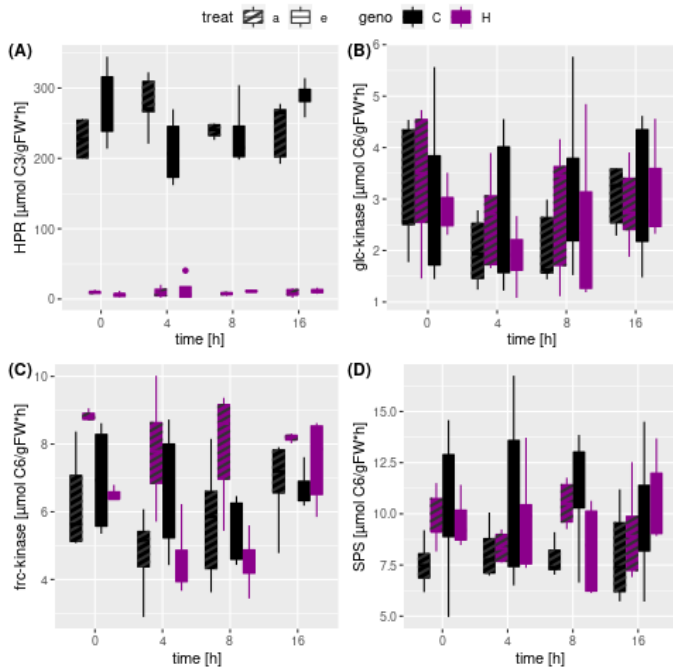 treat a e geno C H
(A)
HPR [µmol C3/gFW*h]
300
200
100
0
0 4 8 16
time [h]
(B)
glc-kinase [µmol C6/gFW*h]
6
5
4
3
2
1
0 4 8 16
time [h]
(C)
frc-kinase [µmol C6/gFW*h]
10
8
6
4
0 4 8 16
time [h]
(D)
SPS [µmol C6/gFW*h]
15.0
12.5
10.0
7.5
5.0
0 4 8 16
time [h]